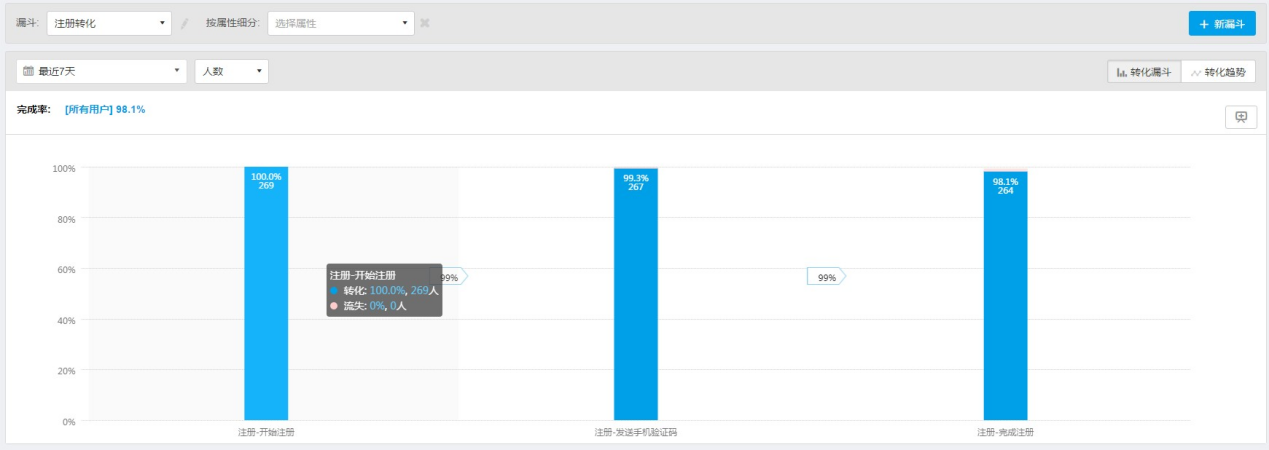 漏斗: 注册转化 按属性细分: 选择属性 + 新漏斗
最近7天 人数 转化漏斗 转化趋势
完成率: [所有用户] 98.1%
100%
80%
60%
40%
20%
0%
100.0%
269
99.3%
267
98.1%
264
注册-开始注册
转化: 100.0%, 269人
流失: 0%, 0人
99%
99%
注册-开始注册 注册-发送手机验证码 注册-完成注册